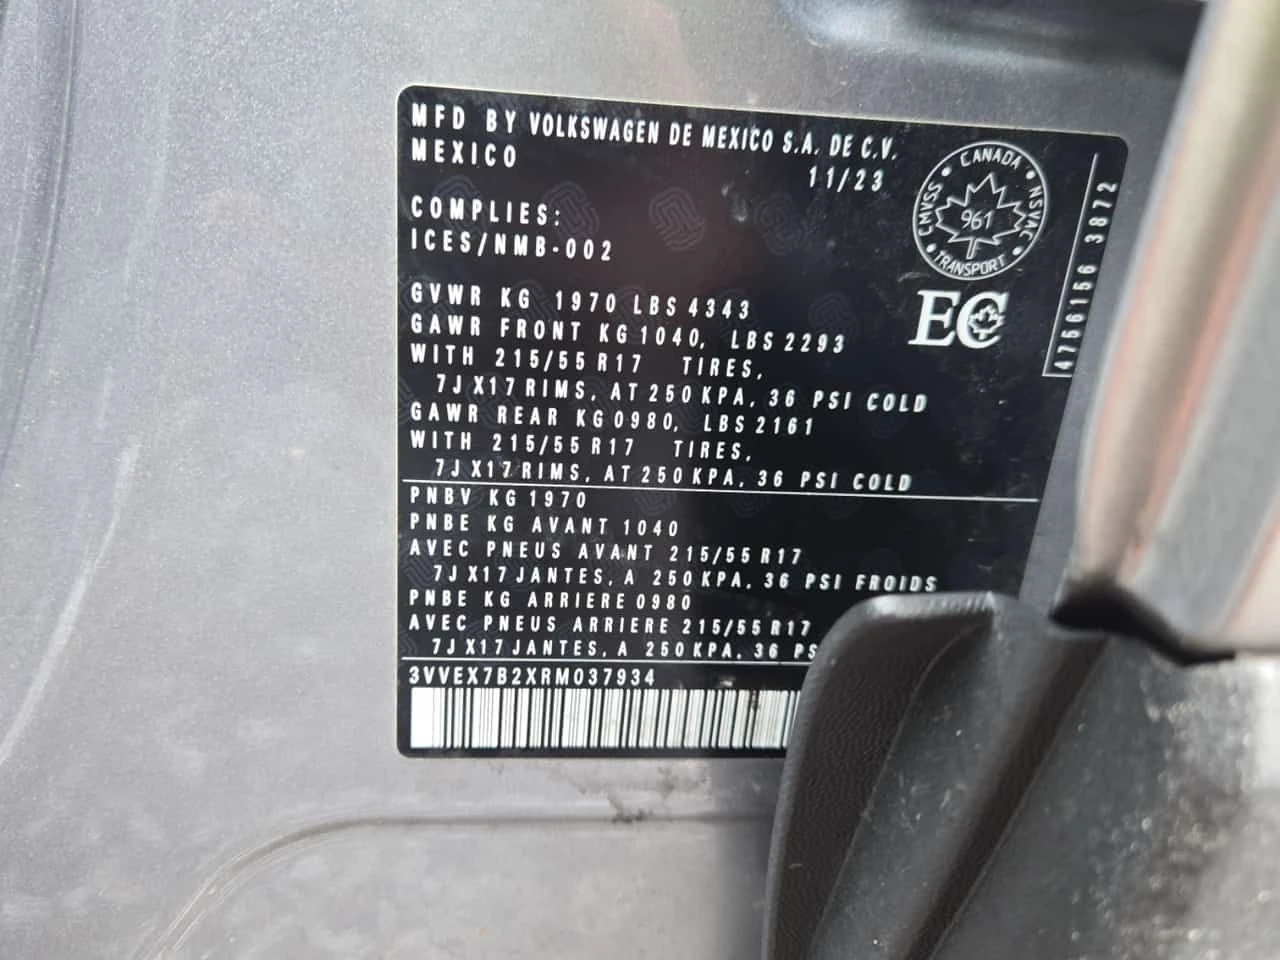 MFD BY VOLKSWAGEN DE MEXICO S.A. DE C.V.
MEXICO
11/23
COMPLIES:
ICES/NMB-002
GVWR KG 1970 LBS 4343
GAWR FRONT KG 1040, LBS 2293
WITH 215/55 R17 TIRES,
7J X17 RIMS, AT 250 KPA, 36 PSI COLD
GAWR REAR KG 0980, LBS 2161
WITH 215/55 R17 TIRES,
7J X17 RIMS, AT 250 KPA, 36 PSI COLD
PNBV KG 1970
PNBE KG AVANT 1040
AVEC PNEUS AVANT 215/55 R17
7J X17 JANTES, A 250 KPA, 36 PSI FROIDS
PNBE KG ARRIERE 0980
AVEC PNEUS ARRIERE 215/55 R17
7J X17 JANTES, A 250 KPA, 36 PS
3VVEX7B2XRM037934
CANADA
CMVSS
NSVAC
961
TRANSPORT
EC
4756156 3872